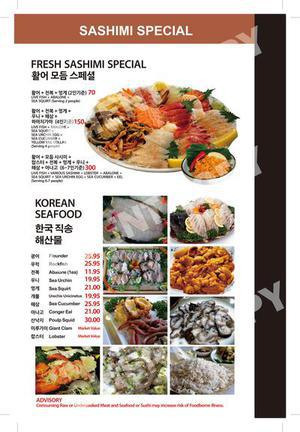 SASHIMI SPECIAL
FRESH SASHIMI SPECIAL
활어 모듬 스페셜
활어 + 전복 + 멍게 (2인기준) 70
LIVE FISH + ABALONE +
SEA SQUIRT (Serving 2 people)
활어 + 전복 + 멍게 +
우니 + 해삼 +
(4인기준) 150
LIVE FISH + ABALONE +
SEA SQUIRT +
SEA URCHIN EGG +
SEA CUCUMBER +
(Serving 4 people)
활어 + 모듬 사시미 +
랍스터 + 전복 + 멍게 + 우니 +
해삼 + 아나고 (6~7인기준) 300
LIVE FISH + VARIOUS SASHIMI + LOBSTER + ABALONE +
SEA SQUIRT + SEA URCHIN EGG + SEA CUCUMBER + EEL
(Serving 6-7 people)
KOREAN
SEAFOOD
한국 직송
해산물
광어 Flounder 25.95
우럭 Rockfish 25.95
전복 Abalone (1ea) 11.95
우니 Sea Urchin 19.95
멍게 Sea Squirt 21.00
개불 Urechis Unicinctus 19.95
해삼 Sea Cucumber 21.00
아나고 Conger Eel 21.00
산낙지 Poulp Squid 30.00
미루가이 Giant Clam Market Value
랍스터 Lobster Market Value
ADVISORY
Consuming Raw or Undercooked Meat and Seafood or Sushi may increase risk of Foodborne Illness.